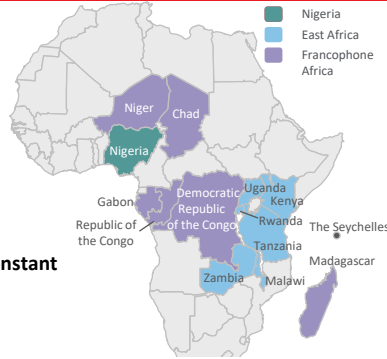 Nigeria
East Africa
Francophone
Africa
Niger
Chad
Nigeria
Gabon
Republic of
the Congo
Democratic
Republic
of the Congo
Uganda
Kenya
Rwanda
The Seychelles
Tanzania
Madagascar
nstant
Zambia
Malawi